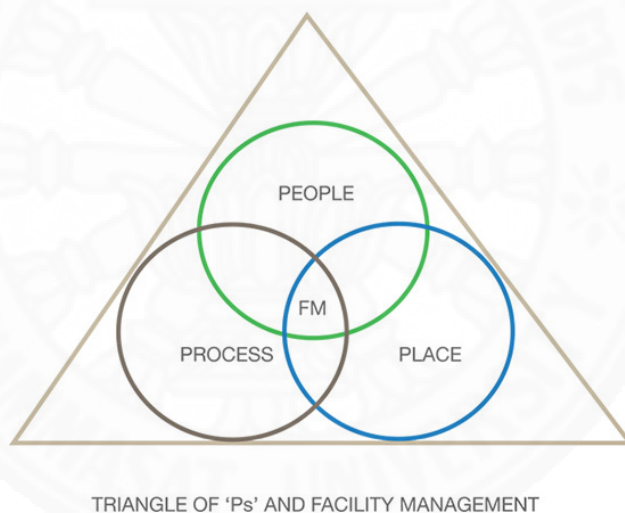 PEOPLE
FM
PROCESS
PLACE
TRIANGLE OF ‘Ps’ AND FACILITY MANAGEMENT